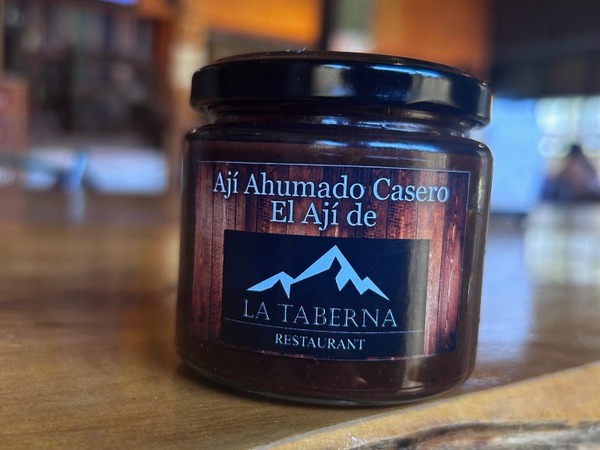 Ají Ahumado Casero
El Ají de
LA TABERNA
RESTAURANT